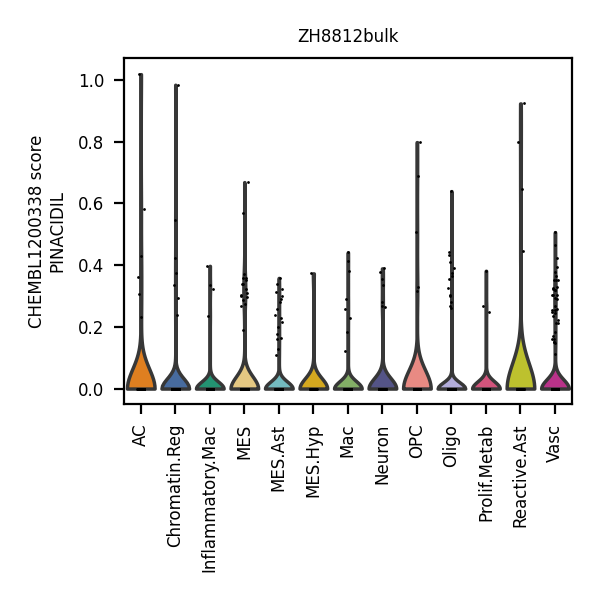 ZH8812bulk
CHEMBL1200338 score
PINACIDIL
1.0
0.8
0.6
0.4
0.2
0.0
AC
Chromatin.Reg
Inflammatory.Mac
MES
MES.Ast
MES.Hyp
Mac
Neuron
OPC
Oligo
Prolif.Metab
Reactive.Ast
Vasc